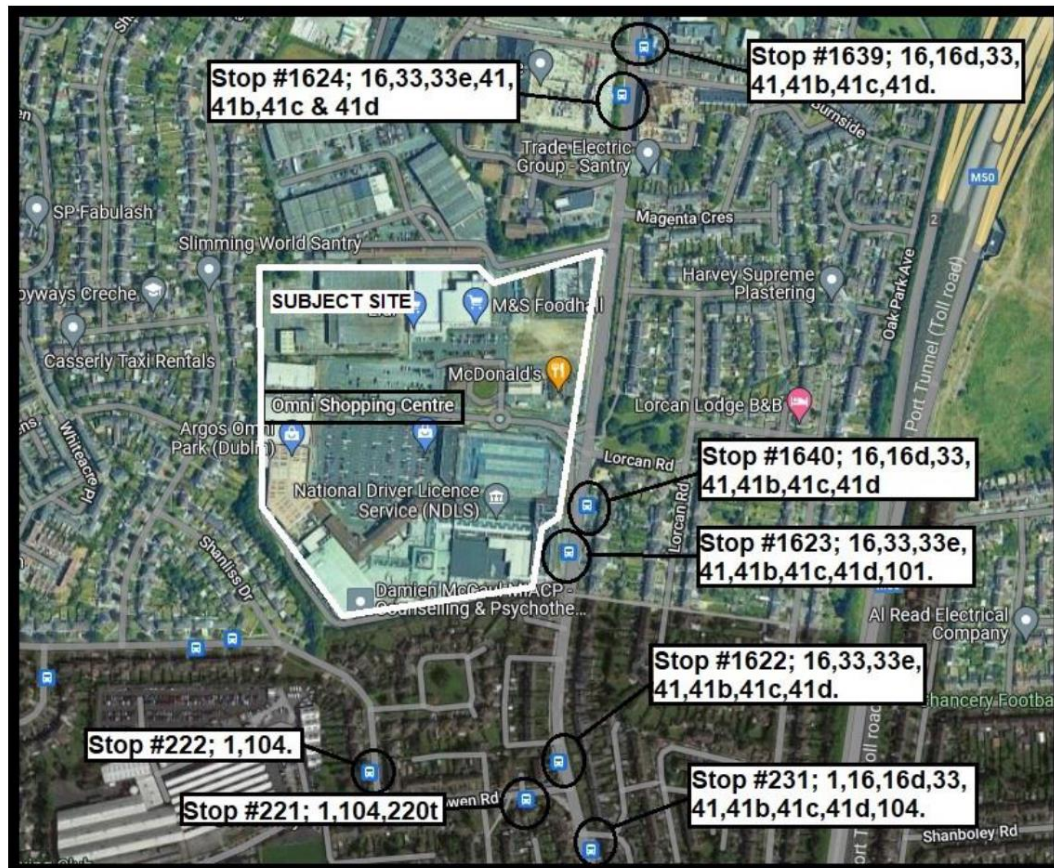 Stop #1639; 16,16d,33,
41,41b,41c,41d.
Stop #1624; 16,33,33e,41,
41b,41c & 41d
Burnside
Trade Electric
Group - Santry
M50
SP Fabulash
Magenta Cres
Slimming World Santry
Harvey Supreme
Plastering
Oak Park Ave
SUBJECT SITE
M&S Foodhall
Casserly Taxi Rentals
McDonald's
Port Tunnel (Toll road)
Omni Shopping Centre
Lorcan Lodge B&B
Argos Omni
Park (Dublin)
Lorcan Rd
Stop #1640; 16,16d,33,
41,41b,41c,41d
National Driver Licence
Service (NDLS)
Lorcan Rd
Stop #1623; 16,33,33e,
41,41b,41c,41d,101.
Shanliss Dr
Al Read Electrical
Company
Stop #1622; 16,33,33e,
41,41b,41c,41d.
Stop #222; 1,104.
Stop #231; 1,16,16d,33,
41,41b,41c,41d,104.
Stop #221; 1,104,220t
Shanboley Rd